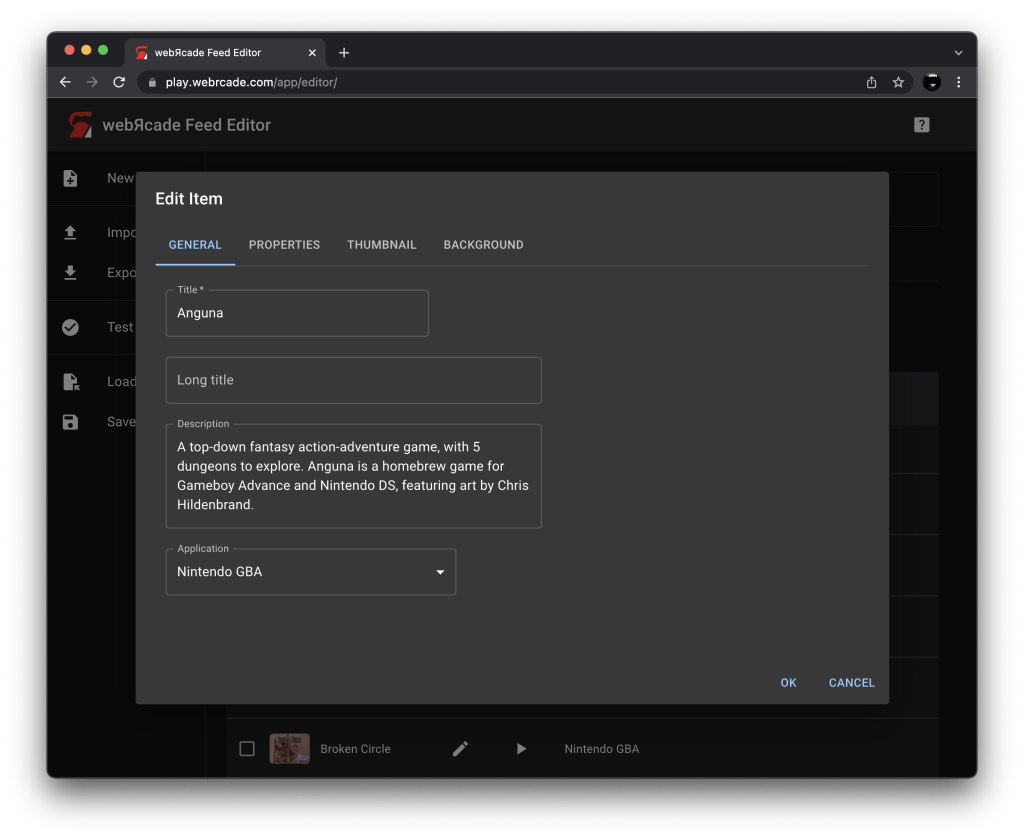 webЯcade Feed Editor
play.webrcade.com/app/editor/
webЯcade Feed Editor
New
Impo
Expo
Test
Load
Save
Edit Item
GENERAL PROPERTIES THUMBNAIL BACKGROUND
Title *
Anguna
Long title
Description
A top-down fantasy action-adventure game, with 5
dungeons to explore. Anguna is a homebrew game for
Gameboy Advance and Nintendo DS, featuring art by Chris
Hildenbrand.
Application
Nintendo GBA
OK CANCEL
Broken Circle Nintendo GBA